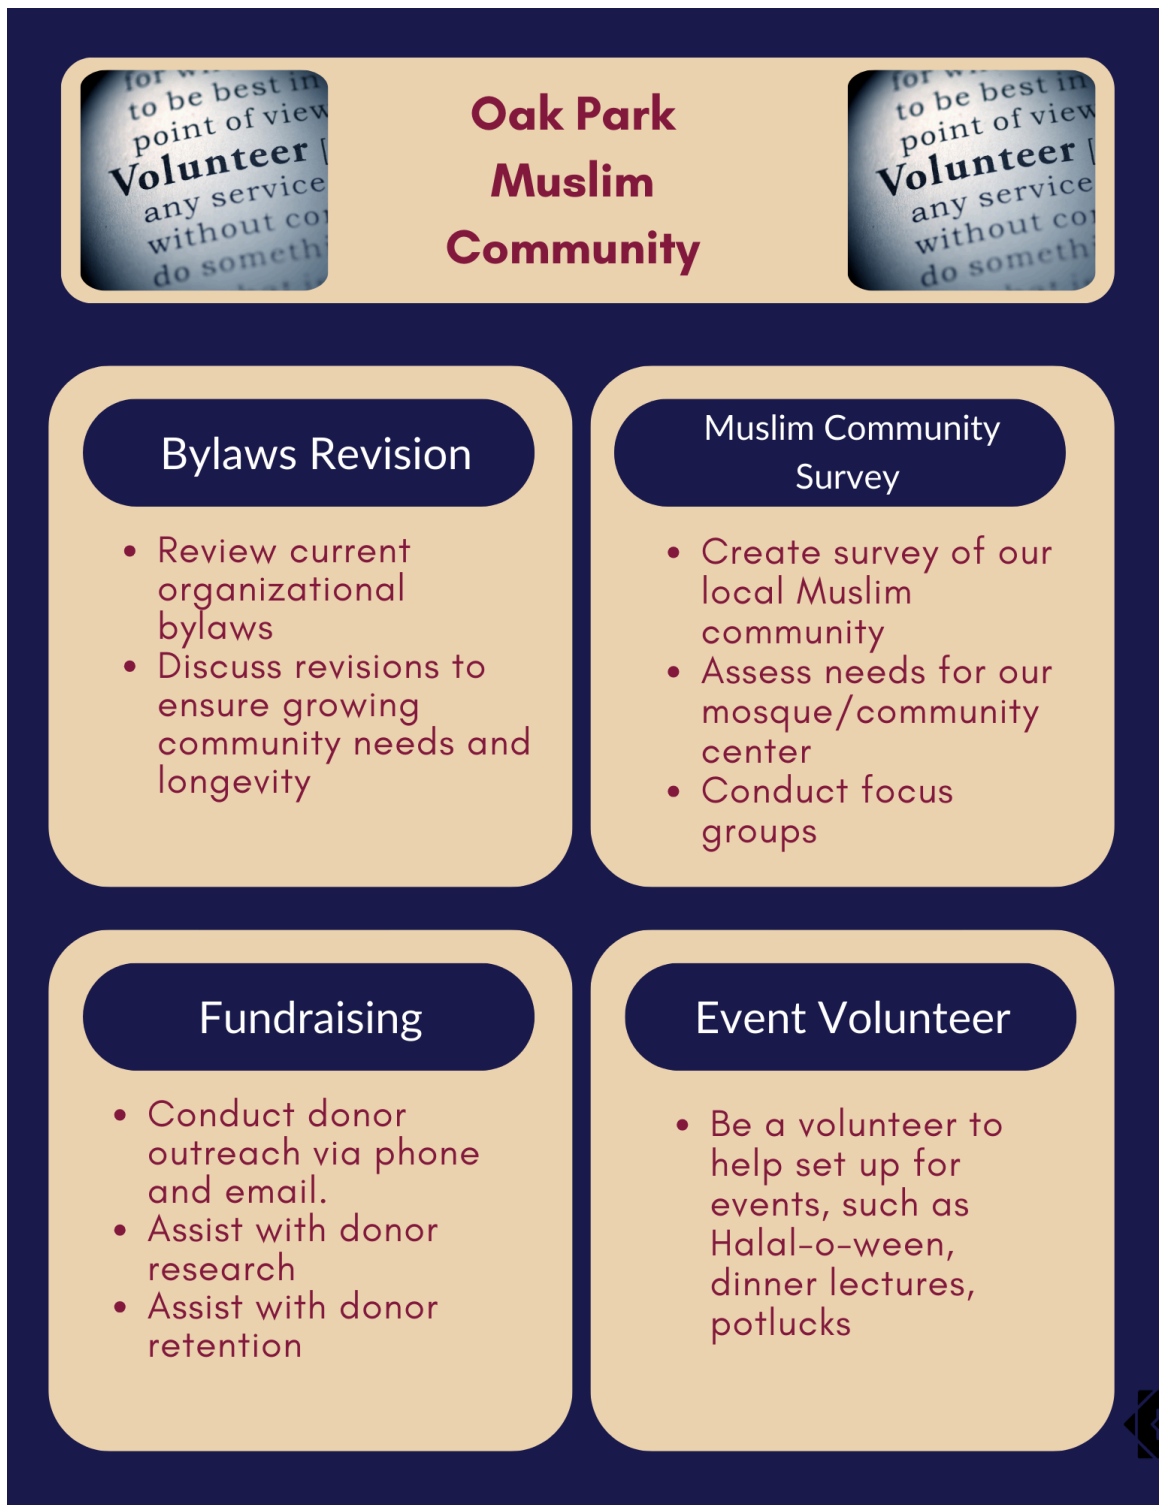 for
to be best in
point of view
Volunteer [
any service
without
do
Oak Park
Muslim
Community
for
to be best in
point of view
Volunteer [
any service
without
do
Bylaws Revision
• Review current
organizational
bylaws
• Discuss revisions to
ensure growing
community needs and
longevity
Muslim Community
Survey
• Create survey of our
local Muslim
community
• Assess needs for our
mosque/community
center
• Conduct focus
groups
Fundraising
• Conduct donor
outreach via phone
and email.
• Assist with donor
research
• Assist with donor
retention
Event Volunteer
• Be a volunteer to
help set up for
events, such as
Halal-o-ween,
dinner lectures,
potlucks